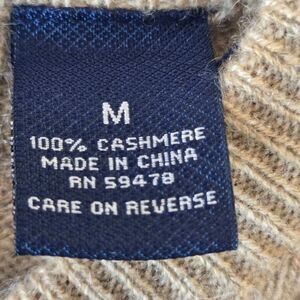 M
100% CASHMERE
MADE IN CHINA
RN 59478
CARE ON REVERSE